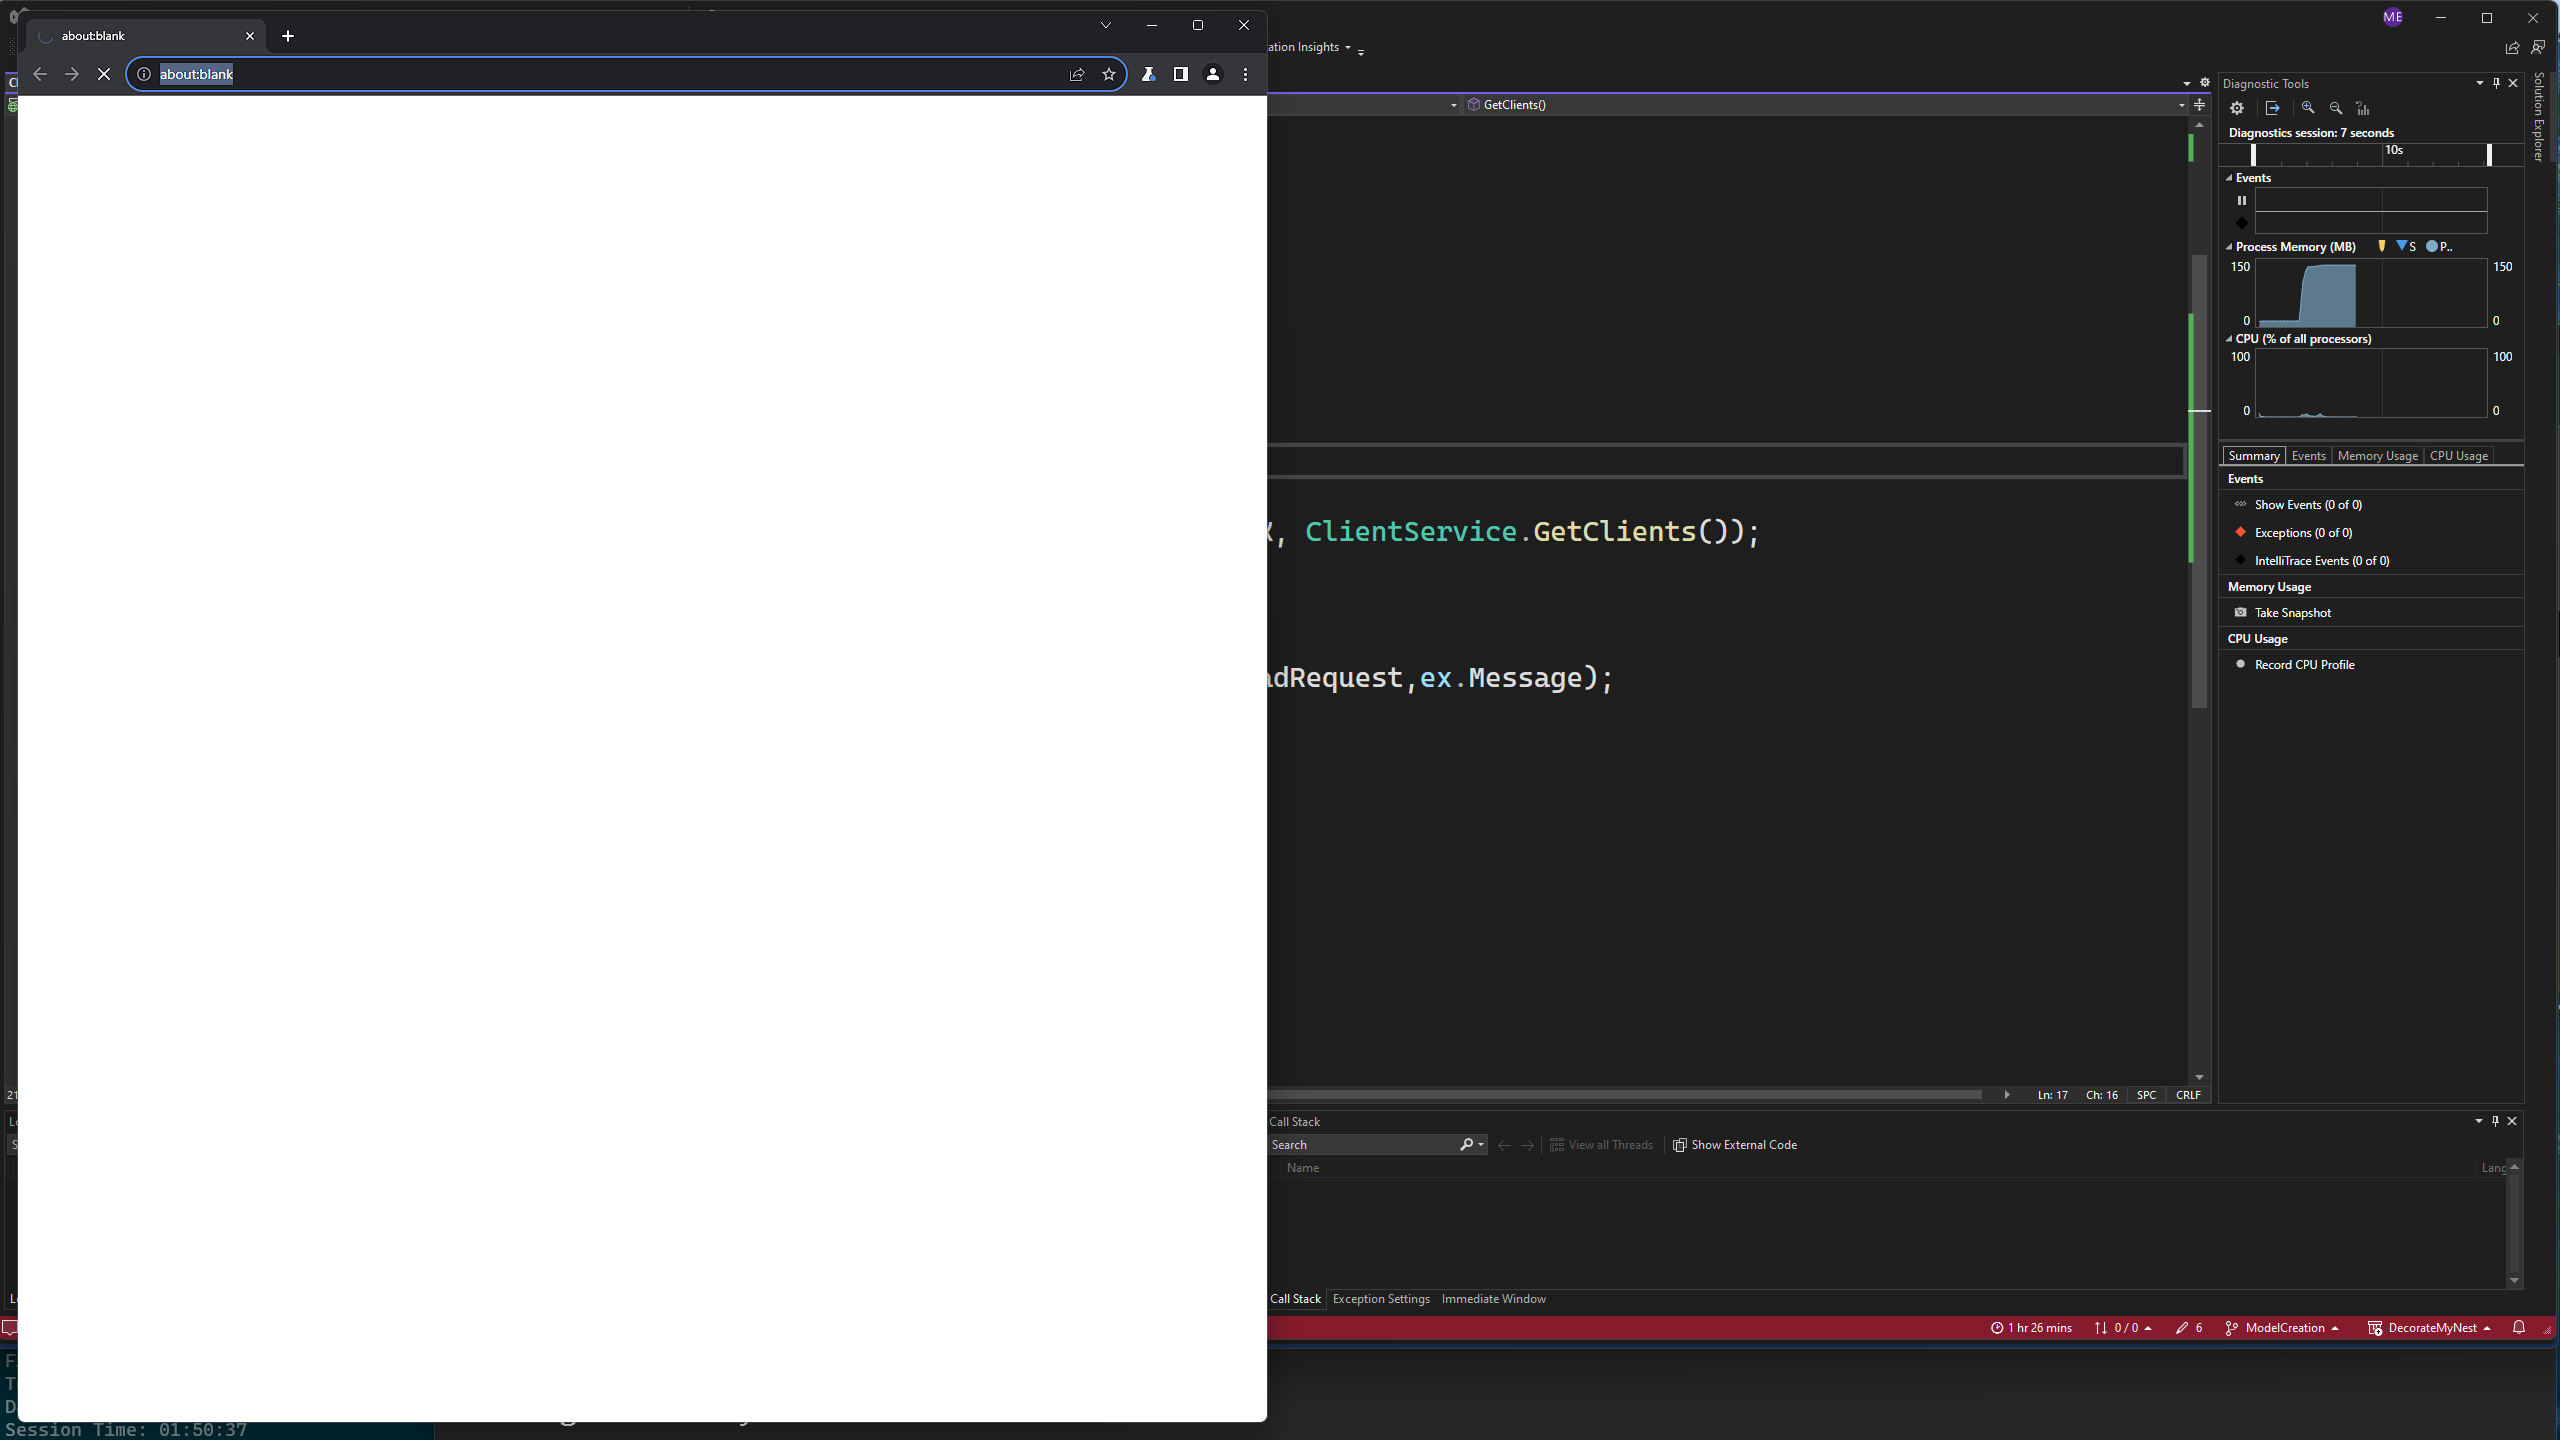 about:blank
about:blank
ME
ation Insights
GetClients()
, ClientService.GetClients());
adRequest,ex.Message);
Ln: 17 Ch: 16 SPC CRLF
Diagnostic Tools
Diagnostics session: 7 seconds
10s
Events
Process Memory (MB) S P..
150 150
0 0
CPU (% of all processors)
100 100
0 0
Summary Events Memory Usage CPU Usage
Events
Show Events (0 of 0)
Exceptions (0 of 0)
IntelliTrace Events (0 of 0)
Memory Usage
Take Snapshot
CPU Usage
Record CPU Profile
Solution Explorer
Call Stack
Search View all Threads Show External Code
Name Lang
Call Stack Exception Settings Immediate Window
1 hr 26 mins 0 / 0 6 ModelCreation DecorateMyNest
Session Time: 01:50:37